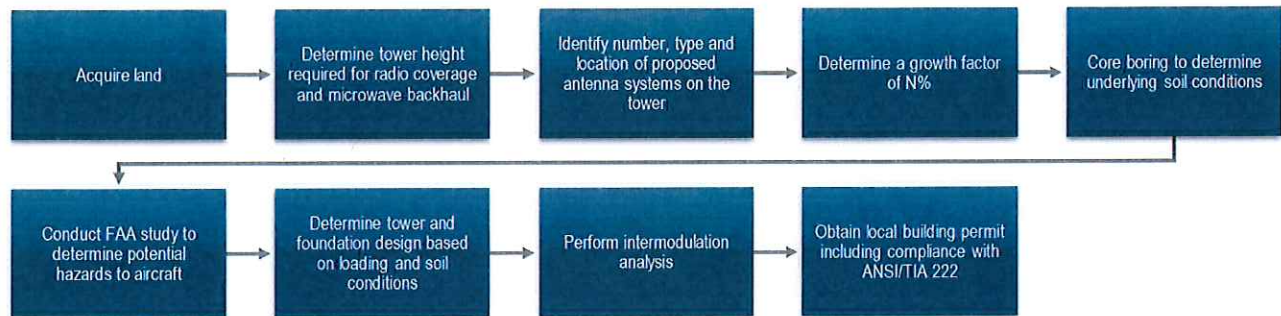 Acquire land
Determine tower height
required for radio coverage
and microwave backhaul
Identify number, type and
location of proposed
antenna systems on the
tower
Determine a growth factor
of N%
Core boring to determine
underlying soil conditions
Conduct FAA study to
determine potential
hazards to aircraft
Determine tower and
foundation design based
on loading and soil
conditions
Perform intermodulation
analysis
Obtain local building permit
including compliance with
ANSI/TIA 222